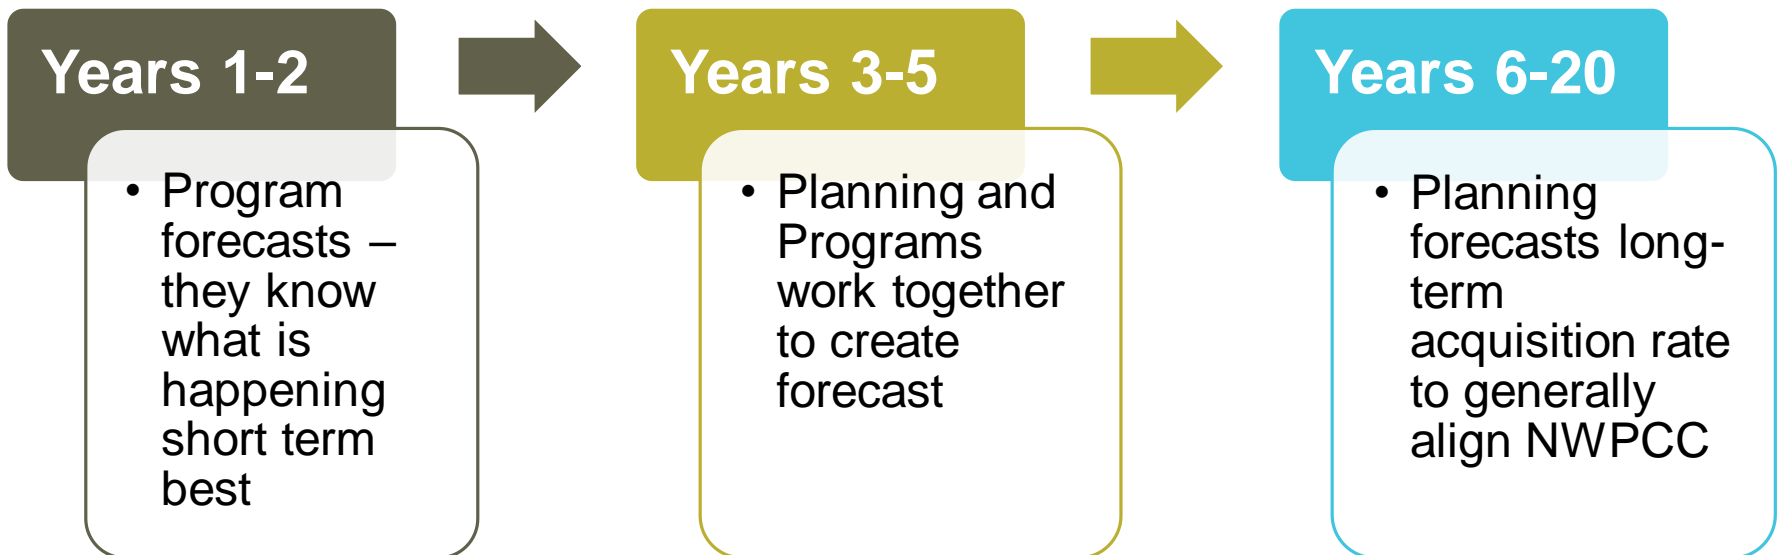 Years 1-2
• Program
forecasts –
they know
what is
happening
short term
best
Years 3-5
• Planning and
Programs
work together
to create
forecast
Years 6-20
• Planning
forecasts long-
term
acquisition rate
to generally
align NWPCC